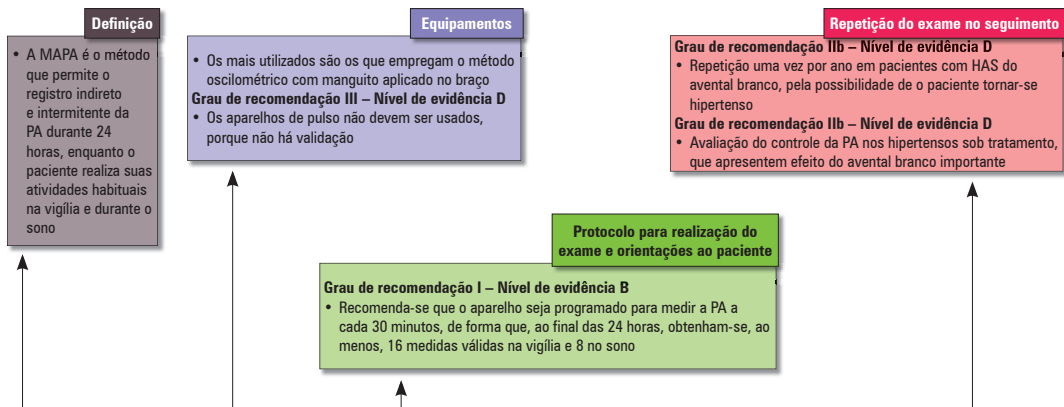 Definição
• A MAPA é o método
que permite o
registro indireto
e intermitente da
PA durante 24
horas, enquanto o
paciente realiza suas
atividades habituais
na vigília e durante o
sono
Equipamentos
• Os mais utilizados são os que empregam o método
oscilométrico com manguito aplicado no braço
Grau de recomendação III – Nível de evidência D
• Os aparelhos de pulso não devem ser usados,
porque não há validação
Repetição do exame no seguimento
Grau de recomendação IIb – Nível de evidência D
• Repetição uma vez por ano em pacientes com HAS do
avental branco, pela possibilidade de o paciente tornar-se
hipertenso
Grau de recomendação IIb – Nível de evidência D
• Avaliação do controle da PA nos hipertensos sob tratamento,
que apresentem efeito do avental branco importante
Protocolo para realização do
exame e orientações ao paciente
Grau de recomendação I – Nível de evidência B
• Recomenda-se que o aparelho seja programado para medir a PA a
cada 30 minutos, de forma que, ao final das 24 horas, obtenham-se, ao
menos, 16 medidas válidas na vigília e 8 no sono